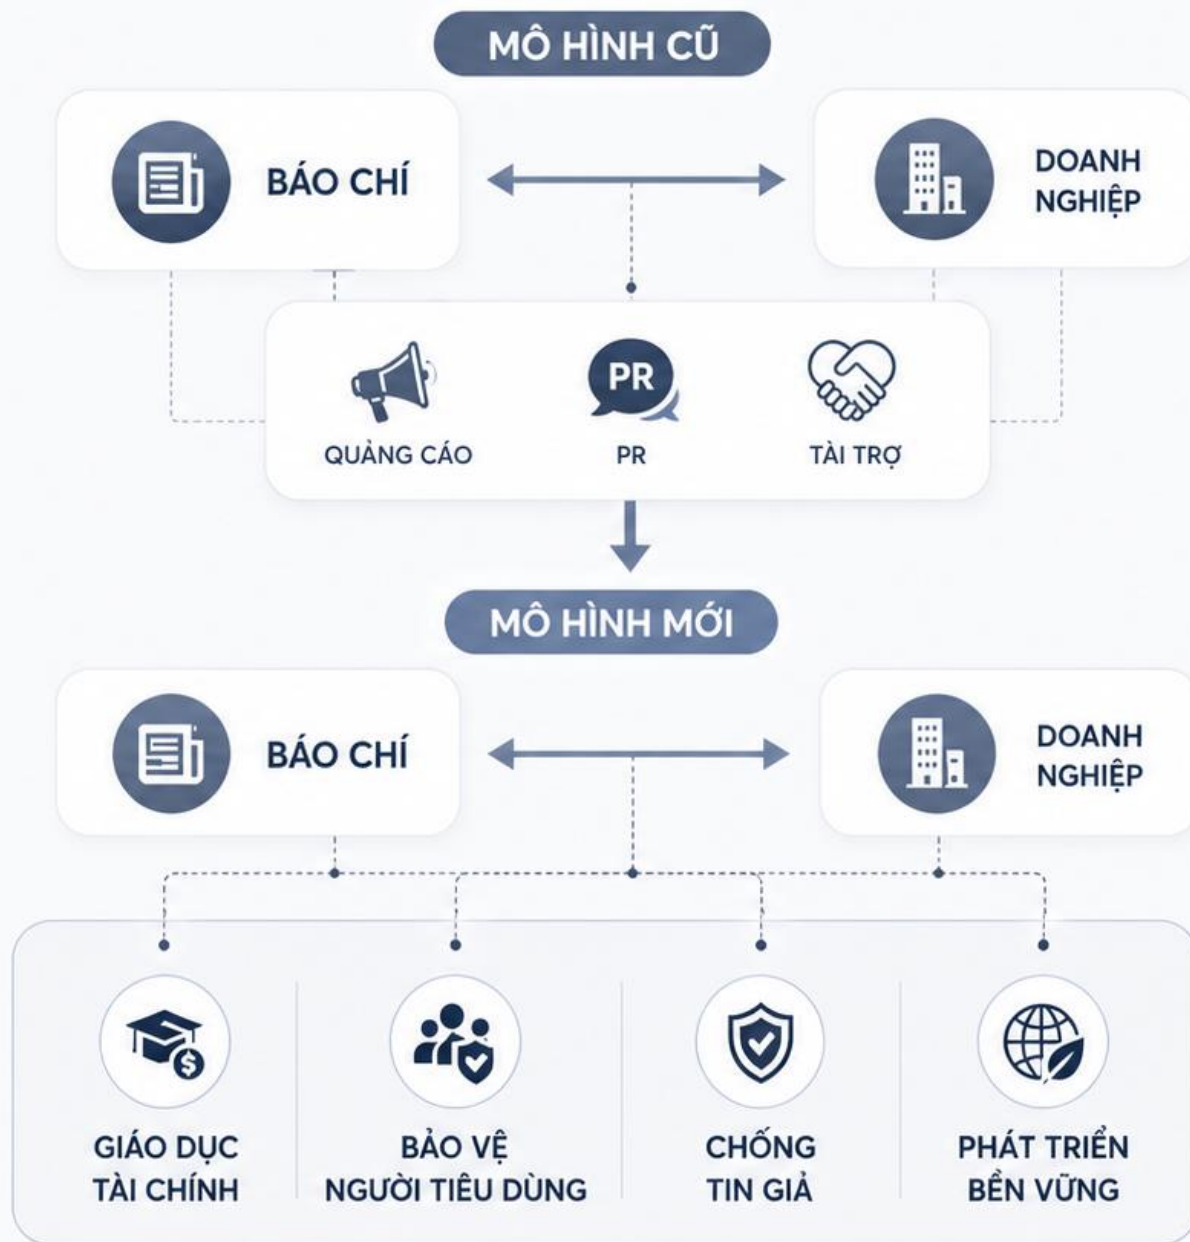 MÔ HÌNH CŨ
BÁO CHÍ
DOANH
NGHIỆP
QUẢNG CÁO
PR
PR
TÀI TRỢ
MÔ HÌNH MỚI
BÁO CHÍ
DOANH
NGHIỆP
$
GIÁO DỤC
TÀI CHÍNH
BẢO VỆ
NGƯỜI TIÊU DÙNG
CHỐNG
TIN GIẢ
PHÁT TRIỂN
BỀN VỮNG